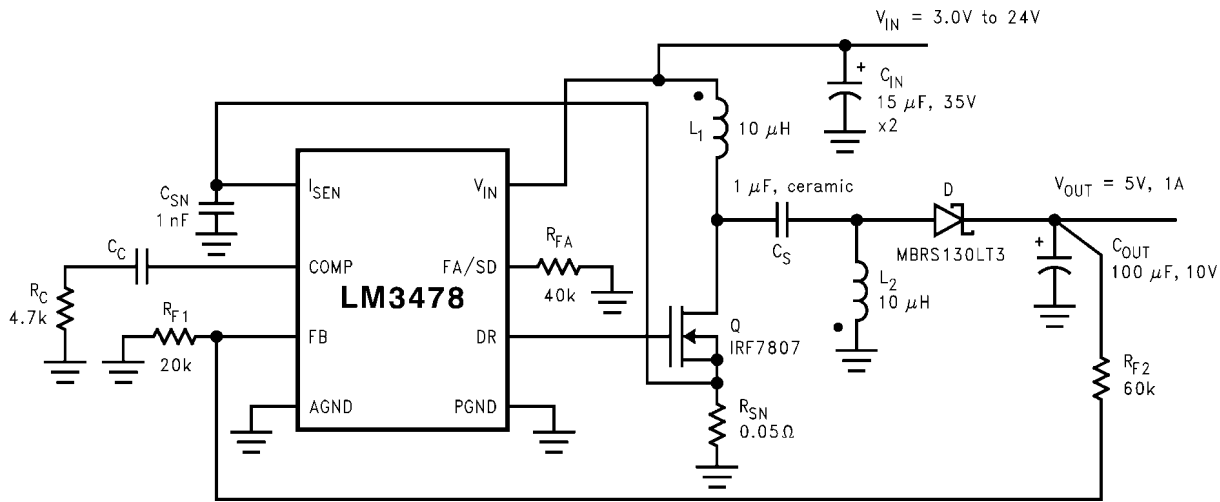 V_IN = 3.0V to 24V
+
C_IN
15 μF, 35V
x2
L_1
10 μH
I_SEN
V_IN
C_SN
1 nF
1 μF, ceramic
D
V_OUT = 5V, 1A
C_C
R_FA
C_S
MBRS130LT3
+
C_OUT
100 μF, 10V
COMP
FA/SD
R_C
4.7k
LM3478
40k
L_2
10 μH
R_F1
FB
DR
Q
IRF7807
20k
R_F2
60k
AGND
PGND
R_SN
0.05Ω